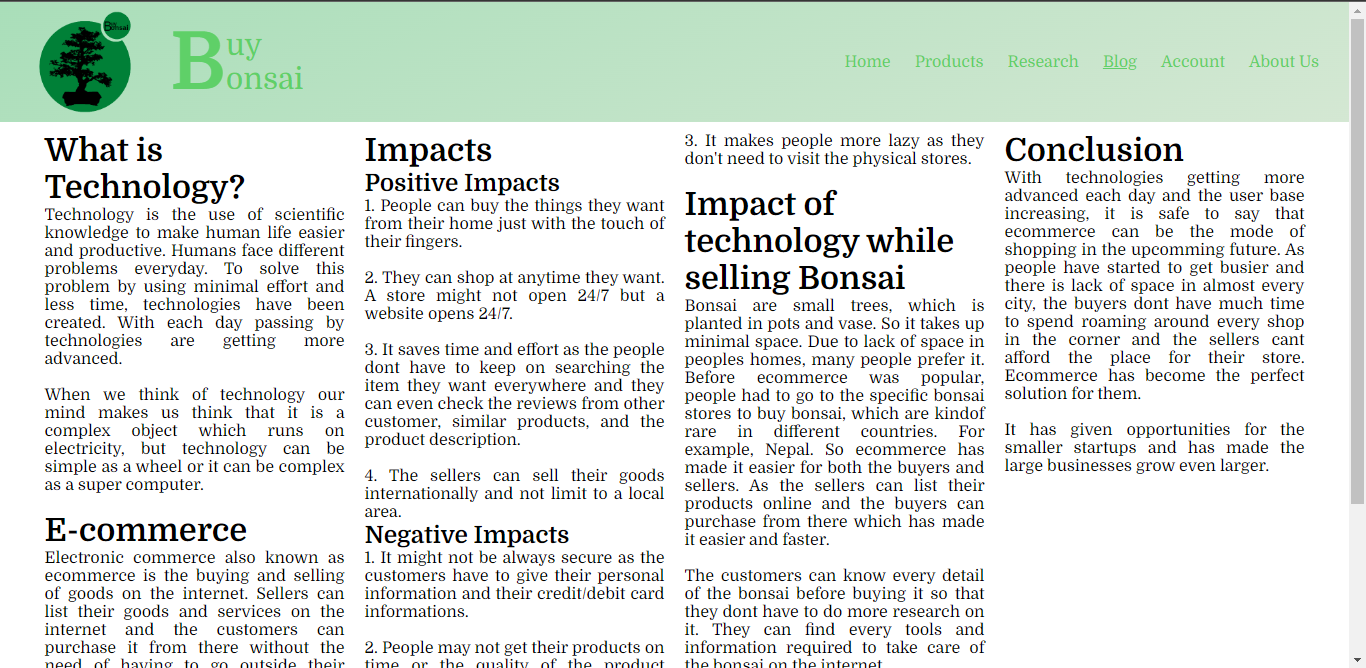 Buy
Bonsai
Buy
Bonsai
Home Products Research Blog Account About Us
What is
Technology?
Technology is the use of scientific
knowledge to make human life easier
and productive. Humans face different
problems everyday. To solve this
problem by using minimal effort and
less time, technologies have been
created. With each day passing by
technologies are getting more
advanced.
When we think of technology our
mind makes us think that it is a
complex object which runs on
electricity, but technology can be
simple as a wheel or it can be complex
as a super computer.
E-commerce
Electronic commerce also known as
ecommerce is the buying and selling
of goods on the internet. Sellers can
list their goods and services on the
internet and the customers can
purchase it from there without the
need of having to go outside their
Impacts
Positive Impacts
1. People can buy the things they want
from their home just with the touch of
their fingers.
2. They can shop at anytime they want.
A store might not open 24/7 but a
website opens 24/7.
3. It saves time and effort as the people
dont have to keep on searching the
item they want everywhere and they
can even check the reviews from other
customer, similar products, and the
product description.
4. The sellers can sell their goods
internationally and not limit to a local
area.
Negative Impacts
1. It might not be always secure as the
customers have to give their personal
information and their credit/debit card
informations.
2. People may not get their products on
time or the quality of the product
3. It makes people more lazy as they
don't need to visit the physical stores.
Impact of
technology while
selling Bonsai
Bonsai are small trees, which is
planted in pots and vase. So it takes up
minimal space. Due to lack of space in
peoples homes, many people prefer it.
Before ecommerce was popular,
people had to go to the specific bonsai
stores to buy bonsai, which are kindof
rare in different countries. For
example, Nepal. So ecommerce has
made it easier for both the buyers and
sellers. As the sellers can list their
products online and the buyers can
purchase from there which has made
it easier and faster.
The customers can know every detail
of the bonsai before buying it so that
they dont have to do more research on
it. They can find every tools and
information required to take care of
the bonsai on the internet.
Conclusion
With technologies getting more
advanced each day and the user base
increasing, it is safe to say that
ecommerce can be the mode of
shopping in the upcomming future. As
people have started to get busier and
there is lack of space in almost every
city, the buyers dont have much time
to spend roaming around every shop
in the corner and the sellers cant
afford the place for their store.
Ecommerce has become the perfect
solution for them.
It has given opportunities for the
smaller startups and has made the
large businesses grow even larger.